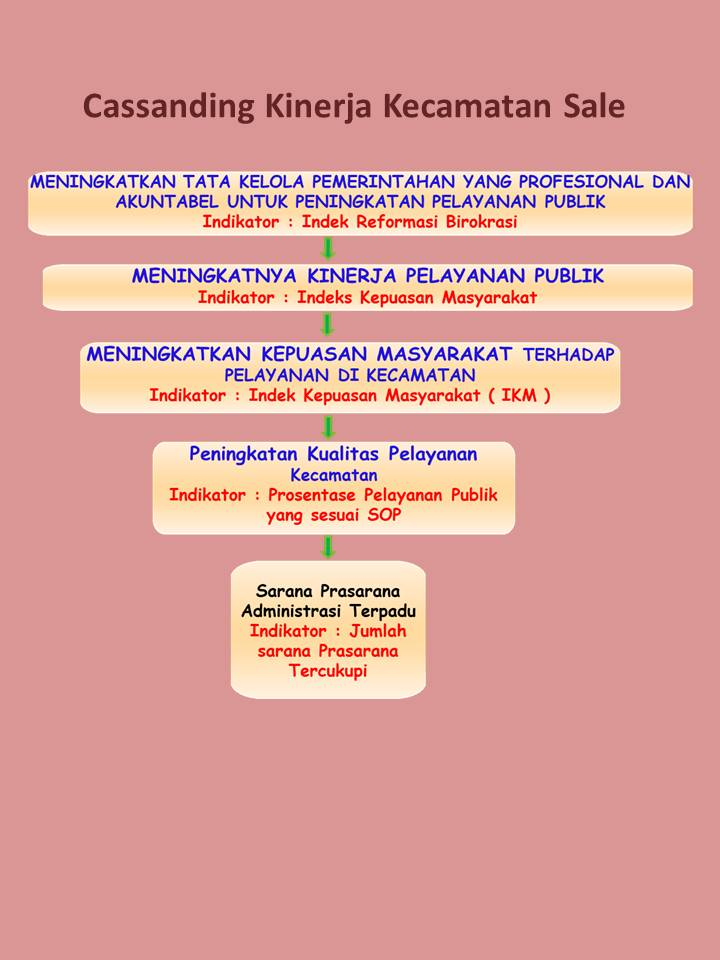 Cassanding Kinerja Kecamatan Sale
MENINGKATKAN TATA KELOLA PEMERINTAHAN YANG PROFESIONAL DAN
AKUNTABEL UNTUK PENINGKATAN PELAYANAN PUBLIK
Indikator : Indek Reformasi Birokrasi
MENINGKATNYA KINERJA PELAYANAN PUBLIK
Indikator : Indeks Kepuasan Masyarakat
MENINGKATKAN KEPUASAN MASYARAKAT TERHADAP
PELAYANAN DI KECAMATAN
Indikator : Indek Kepuasan Masyarakat ( IKM )
Peningkatan Kualitas Pelayanan
Kecamatan
Indikator : Prosentase Pelayanan Publik
yang sesuai SOP
Sarana Prasarana
Administrasi Terpadu
Indikator : Jumlah
sarana Prasarana
Tercukupi